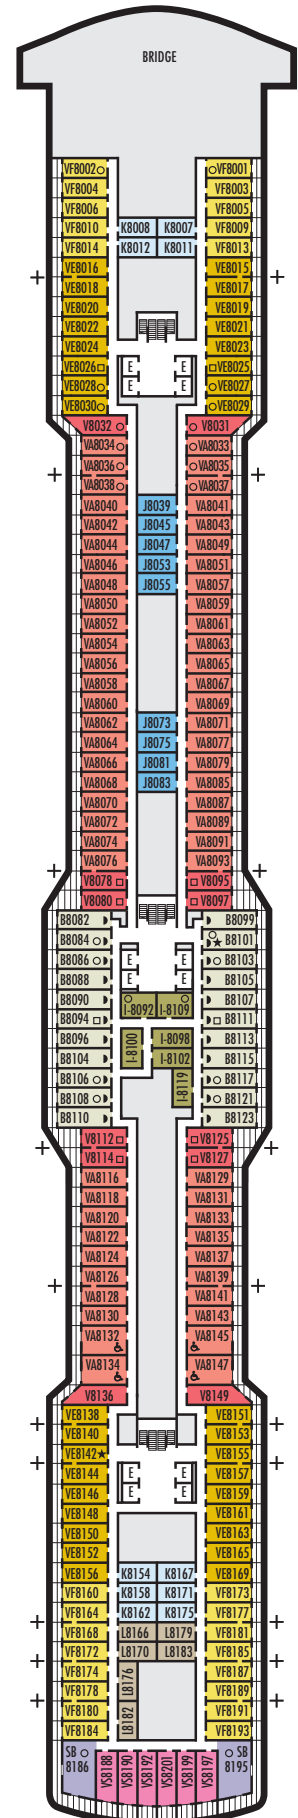 BRIDGE
VF8002 VF8001
VF8004 VF8003
VF8006 VF8005
VF8010 K8008 K8007 VF8009
VF8014 K8012 K8011 VF8013
VE8016 VE8015
VE8018 VE8017
VE8020 VE8019
VE8022 VE8021
VE8024 VE8023
VE8026 E E VE8025
VE8028 E E VE8027
VE8030 VE8029
V8032 V8031
VA8034 VA8033
VA8036 VA8035
VA8038 VA8037
VA8040 J8039 VA8041
VA8042 J8045 VA8043
VA8044 J8047 VA8049
VA8046 J8053 VA8051
VA8048 J8055 VA8057
VA8050 VA8059
VA8052 VA8061
VA8054 VA8063
VA8056 VA8065
VA8058 VA8067
VA8060 VA8069
VA8062 J8073 VA8071
VA8064 J8075 VA8077
VA8066 J8081 VA8079
VA8068 J8083 VA8085
VA8070 VA8087
VA8072 VA8089
VA8074 VA8091
VA8076 VA8093
V8078 V8095
V8080 V8097
B8082 B8099
B8084 B8101
B8086 E E B8103
B8088 E E B8105
B8090 I-8092 I-8109 B8107
B8094 B8111
B8096 I-8100 I-8098 B8113
B8104 I-8102 B8115
B8106 I-8119 B8117
B8108 B8121
B8110 B8123
V8112 V8125
V8114 V8127
VA8116 VA8129
VA8118 VA8131
VA8120 VA8133
VA8122 VA8135
VA8124 VA8137
VA8126 VA8139
VA8128 VA8141
VA8130 VA8143
VA8132 VA8145
VA8134 VA8147
V8136 V8149
VE8138 VE8151
VE8140 VE8153
VE8142 VE8155
VE8144 E E VE8157
VE8146 E E VE8159
VE8148 VE8161
VE8150 VE8163
VE8152 VE8165
VE8156 K8154 K8167 VE8169
VF8160 K8158 K8171 VF8173
VF8164 K8162 K8175 VF8177
VF8168 L8166 L8179 VF8181
VF8172 L8170 L8183 VF8185
VF8174 L8176 VF8187
VF8178 VF8189
VF8180 L8182 VF8191
VF8184 VF8193
SB
8186
VS8188
VS8190
VS8192
VS8201
VS8199
VS8197
SB
8195